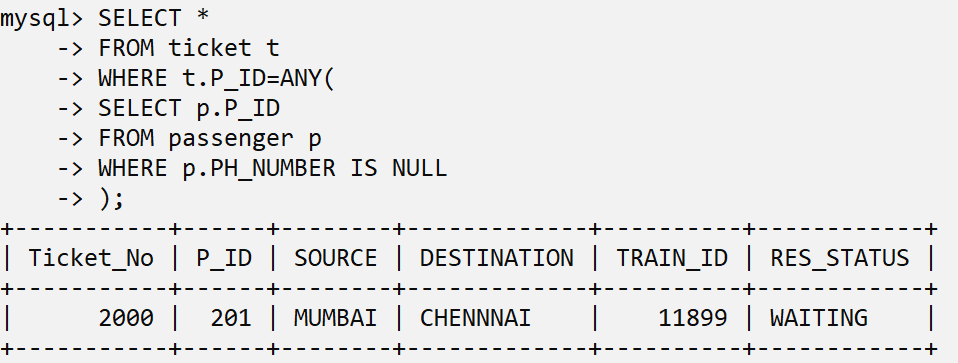 mysql> SELECT *
    -> FROM ticket t
    -> WHERE t.P_ID=ANY(
    -> SELECT p.P_ID
    -> FROM passenger p
    -> WHERE p.PH_NUMBER IS NULL
    -> );
+-----------+------+--------+-------------+----------+------------+
| Ticket_No | P_ID | SOURCE | DESTINATION | TRAIN_ID | RES_STATUS |
+-----------+------+--------+-------------+----------+------------+
|      2000 |  201 | MUMBAI | CHENNNAI    |    11899 | WAITING    |
+-----------+------+--------+-------------+----------+------------+